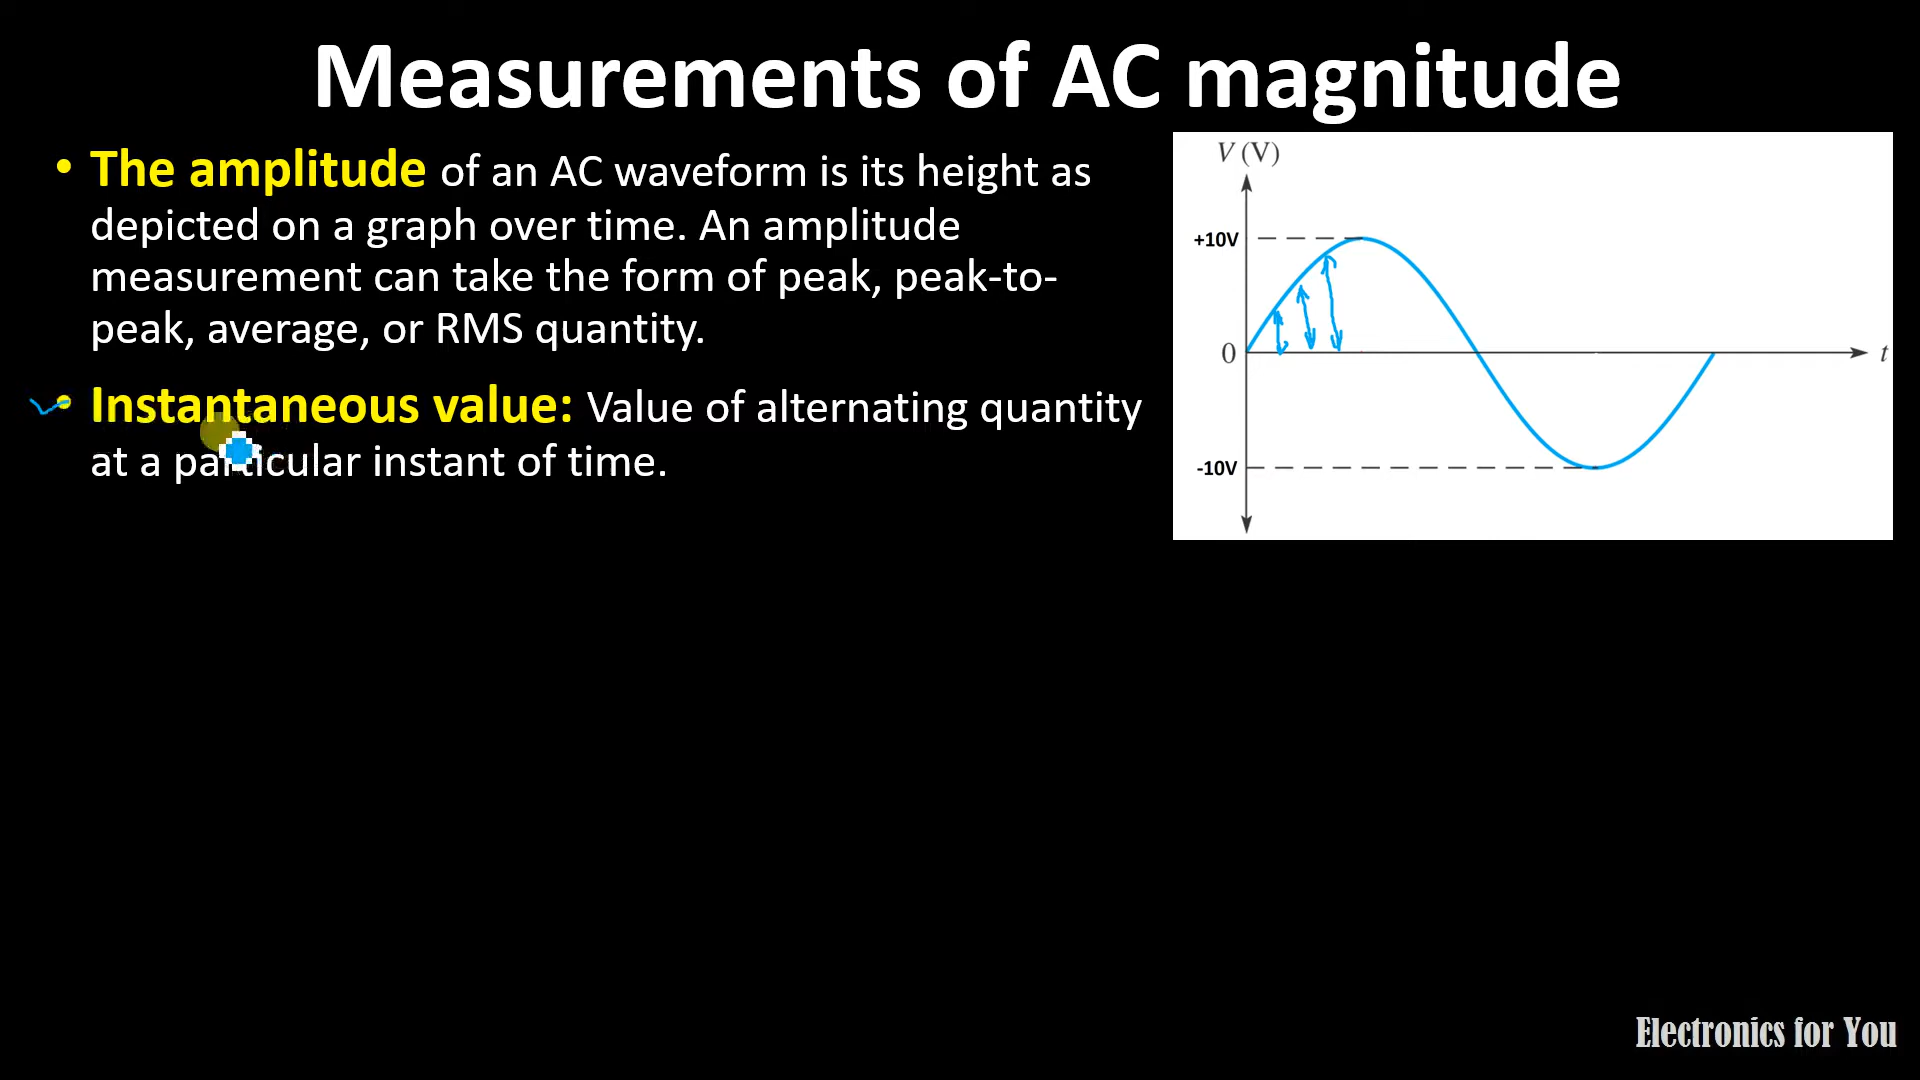 Measurements of AC magnitude
• The amplitude of an AC waveform is its height as
depicted on a graph over time. An amplitude
measurement can take the form of peak, peak-to-
peak, average, or RMS quantity.
• Instantaneous value: Value of alternating quantity
at a particular instant of time.
V (V)
+10V
0
t
-10V
Electronics for You